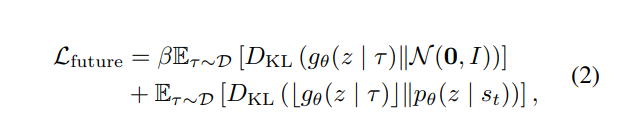 ℒ_future = β𝔼_{τ∼𝒟} [D_KL (g_θ(z | τ)‖𝒩(𝟎, I))]
+ 𝔼_{τ∼𝒟} [D_KL (⌊g_θ(z | τ)⌋‖p_θ(z | s_t))] , (2)